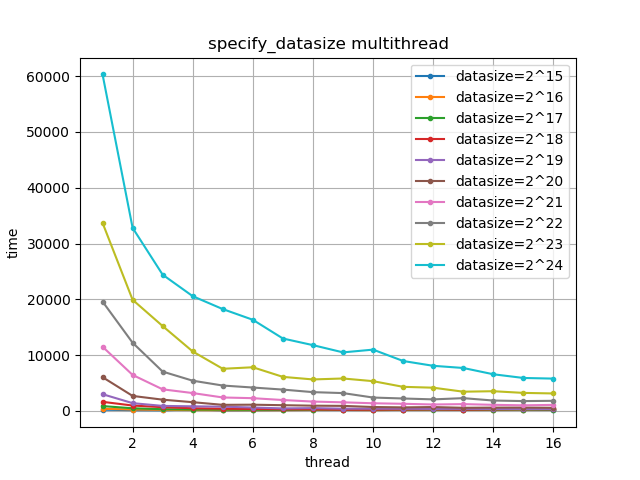 specify_datasize multithread
60000
50000
40000
30000
20000
10000
0
time
2
4
6
8
10
12
14
16
thread
datasize=2^15
datasize=2^16
datasize=2^17
datasize=2^18
datasize=2^19
datasize=2^20
datasize=2^21
datasize=2^22
datasize=2^23
datasize=2^24